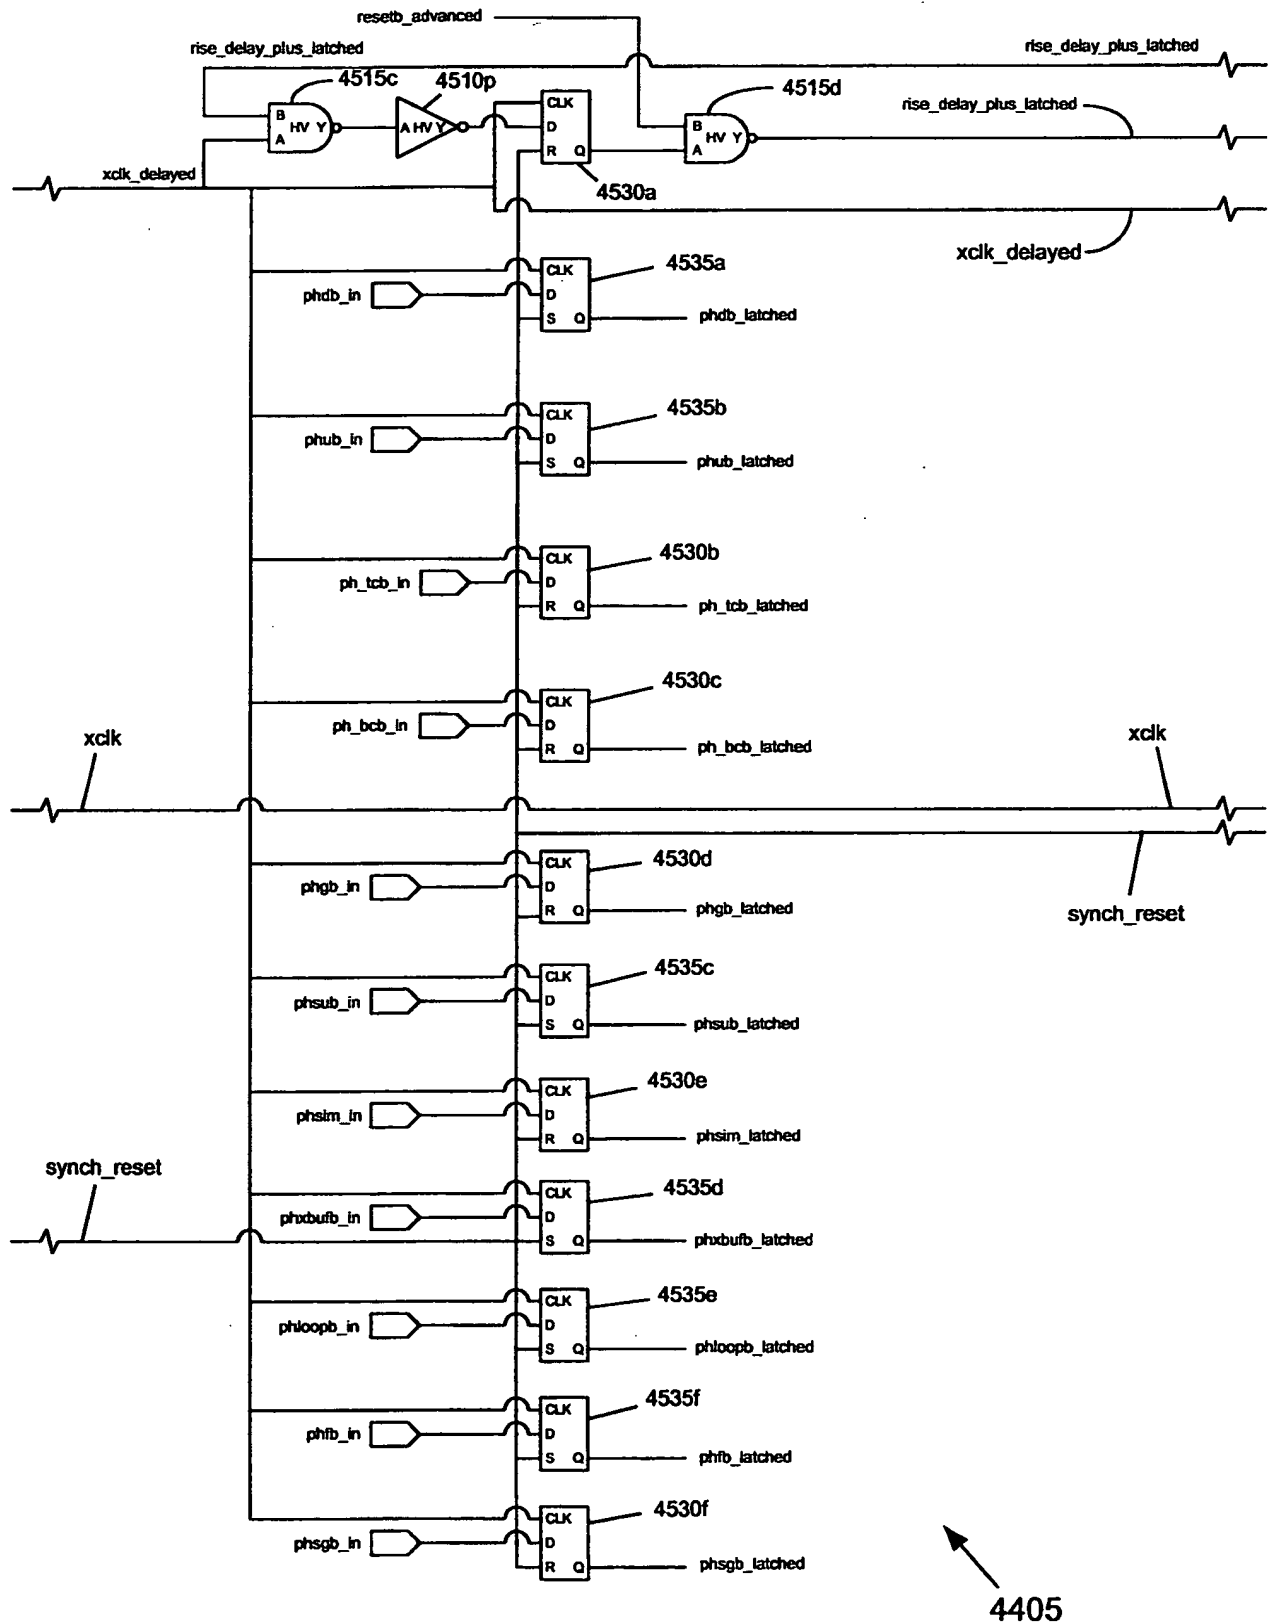 resetb_advanced
rise_delay_plus_latched
rise_delay_plus_latched
4515c
4510p
4515d
rise_delay_plus_latched
B
HV Y
A
A HV Y
CLK
D
R Q
B
HV Y
A
xclk_delayed
4530a
xclk_delayed
4535a
CLK
phdb_in
D
S Q
phdb_latched
4535b
CLK
phub_in
D
S Q
phub_latched
4530b
CLK
ph_tcb_in
D
R Q
ph_tcb_latched
4530c
CLK
ph_bcb_in
D
R Q
ph_bcb_latched
xclk
xclk
4530d
CLK
phgb_in
D
R Q
phgb_latched
synch_reset
4535c
CLK
phsub_in
D
S Q
phsub_latched
4530e
CLK
phsim_in
D
R Q
phsim_latched
synch_reset
4535d
CLK
phxbufb_in
D
S Q
phxbufb_latched
4535e
CLK
phloopb_in
D
S Q
phloopb_latched
4535f
CLK
phfb_in
D
S Q
phfb_latched
4530f
CLK
phsgb_in
D
R Q
phsgb_latched
4405